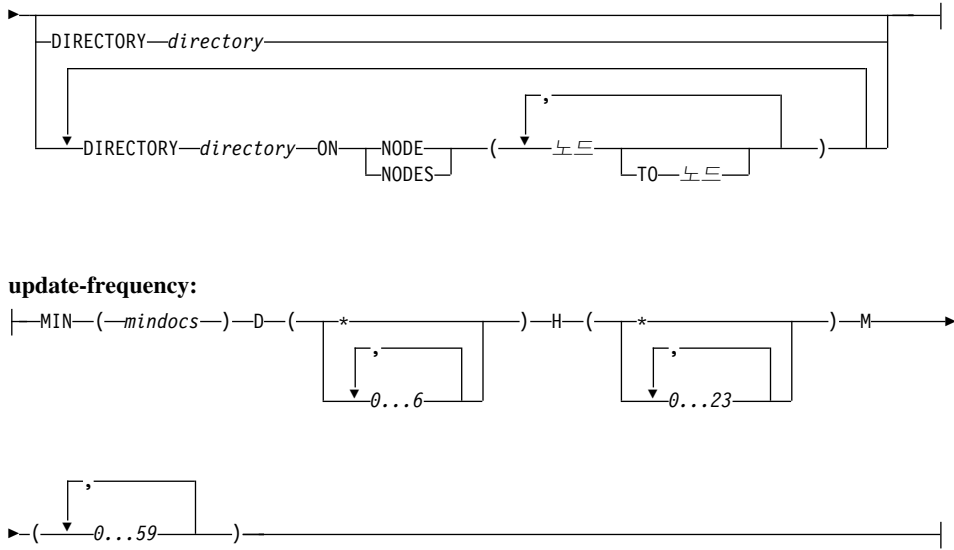 DIRECTORY directory
,
DIRECTORY directory ON NODE ( 노드 )
NODES TO 노드
update-frequency:
MIN ( mindocs ) D ( * ) H ( * ) M
, ,
0...6 0...23
,
( 0...59 )